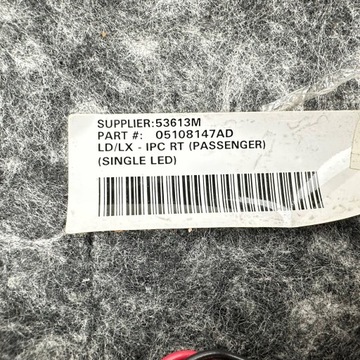 SUPPLIER:53613M
PART #: 05108147AD
LD/LX - IPC RT (PASSENGER)
(SINGLE LED)